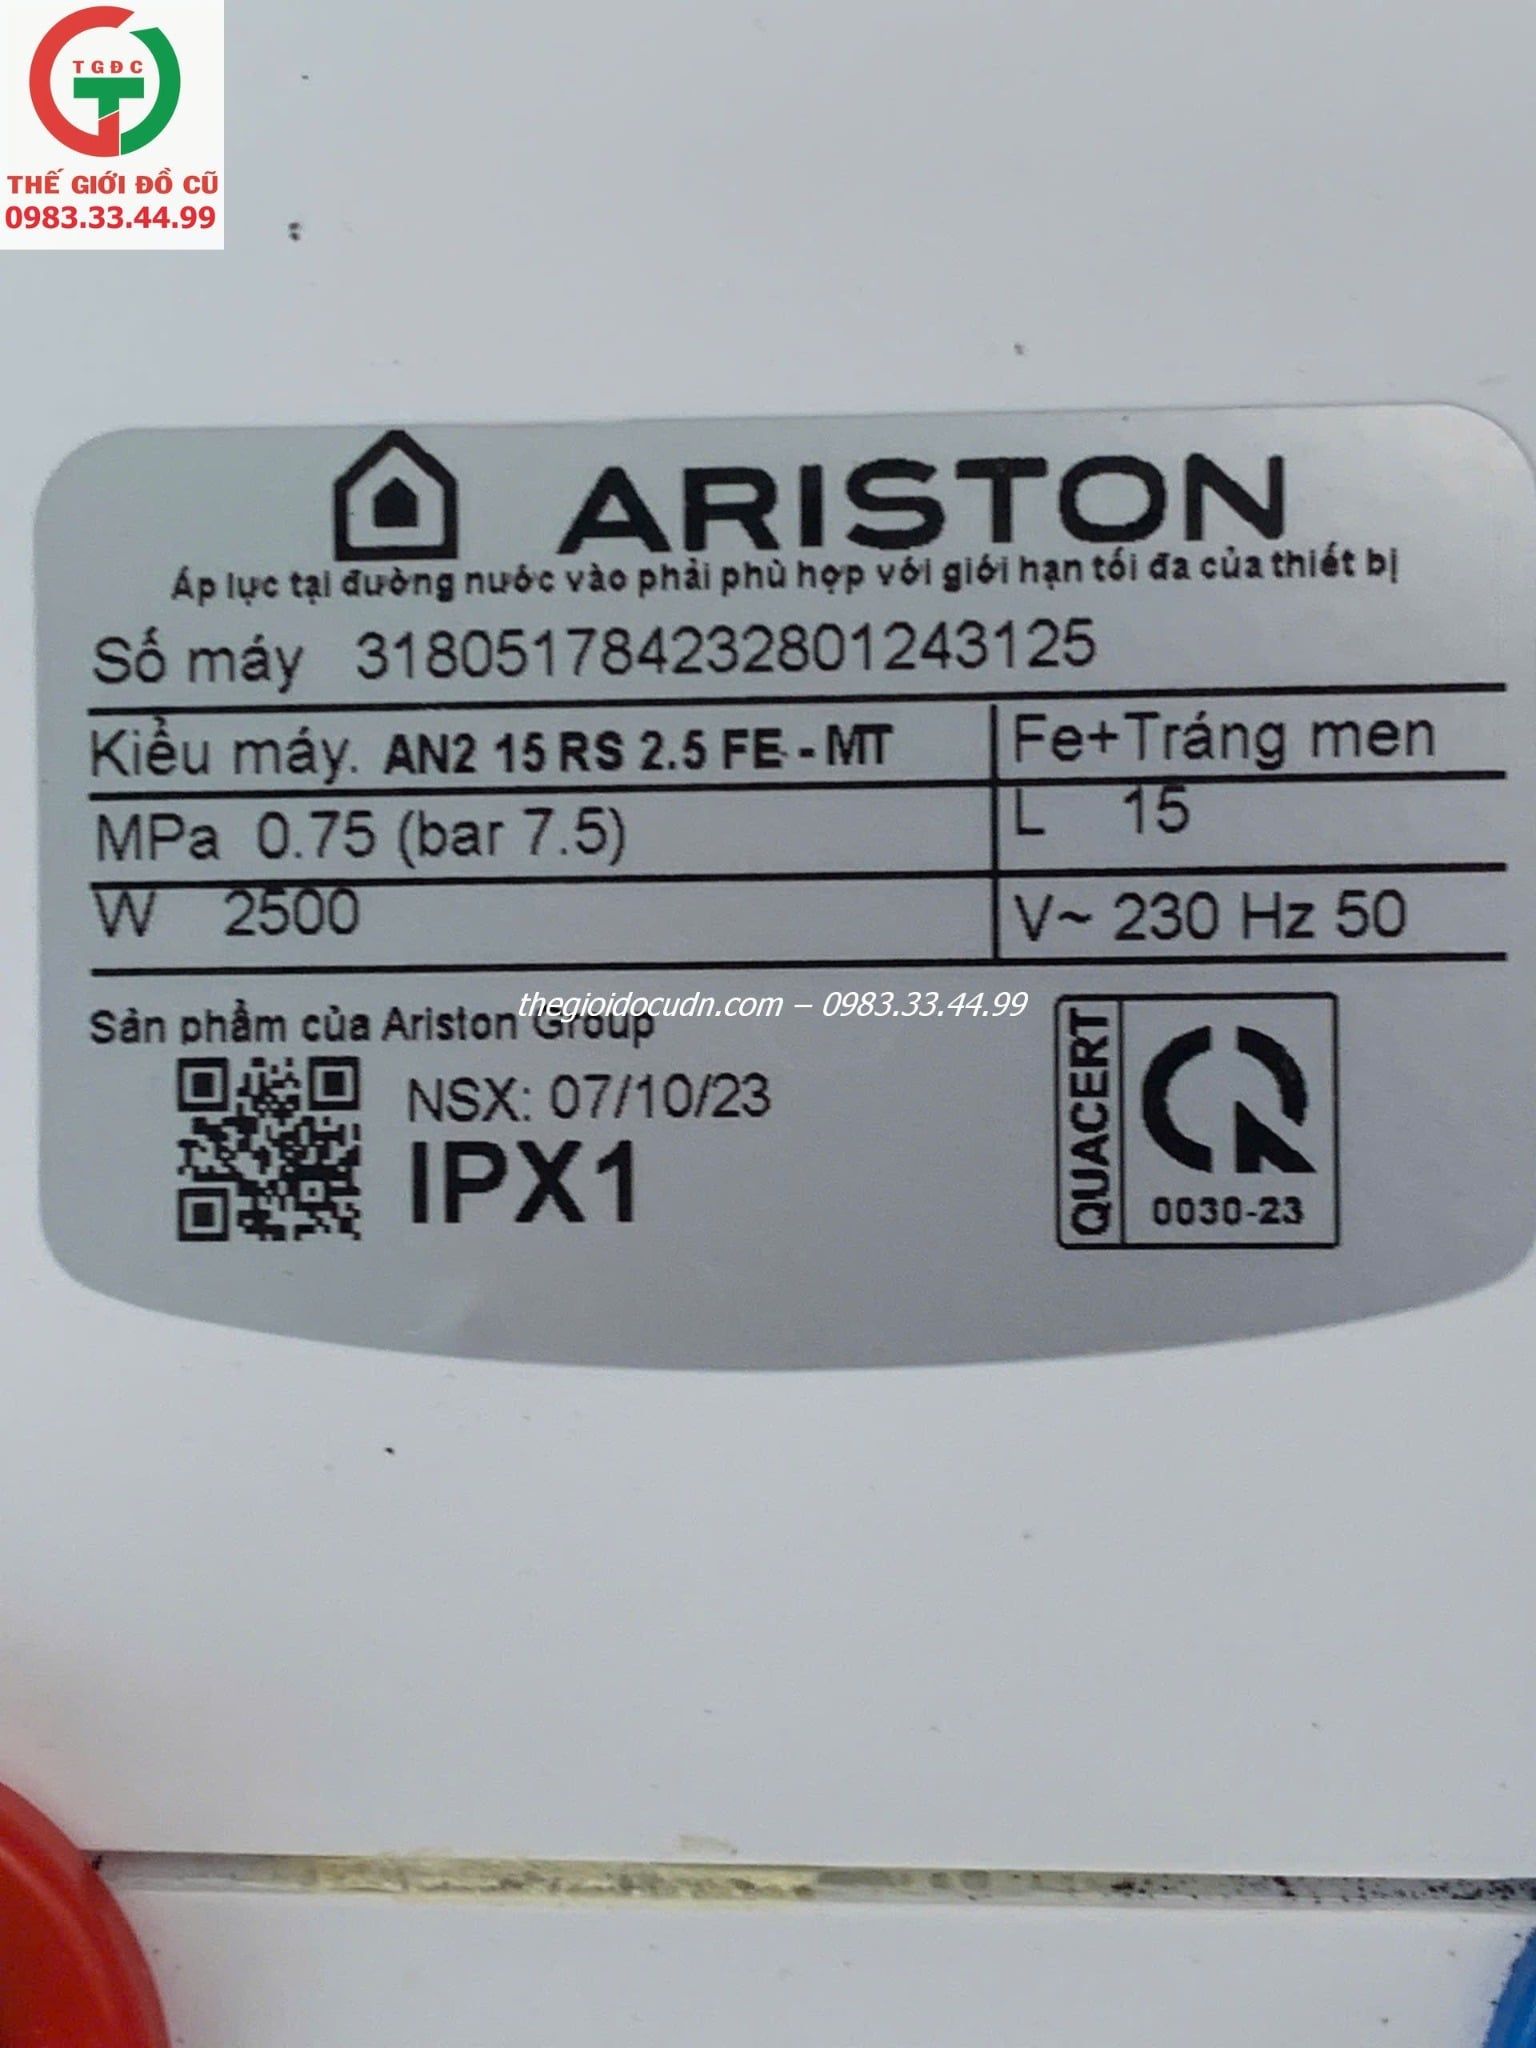 TGĐC
THẾ GIỚI ĐỒ CŨ
0983.33.44.99
ARISTON
Áp lực tại đường nước vào phải phù hợp với giới hạn tối đa của thiết bị
Số máy 318051784232801243125
Kiểu máy. AN2 15 RS 2.5 FE - MT Fe+Tráng men
MPa 0.75 (bar 7.5) L 15
W 2500 V~ 230 Hz 50
thegioidocudn.com – 0983.33.44.99
Sản phẩm của Ariston Group
NSX: 07/10/23
IPX1
QUACERT
0030-23